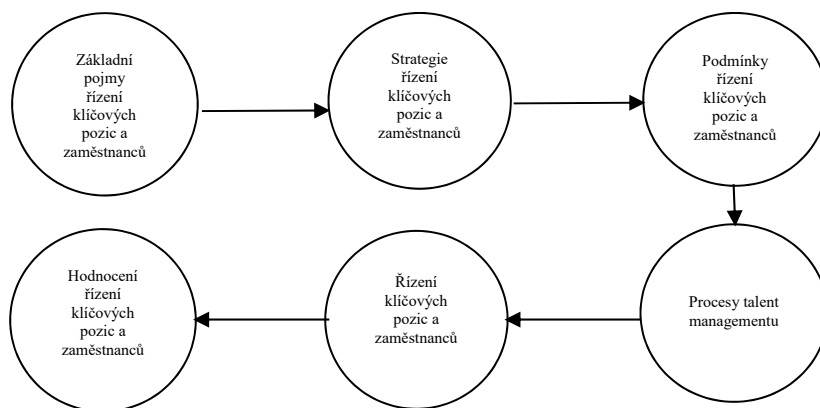 Základní
pojmy
řízení
klíčových
pozic a
zaměstnanců
Strategie
řízení
klíčových
pozic a
zaměstnanců
Podmínky
řízení
klíčových
pozic a
zaměstnanců
Procesy talent
managementu
Řízení
klíčových
pozic a
zaměstnanců
Hodnocení
řízení
klíčových
pozic a
zaměstnanců